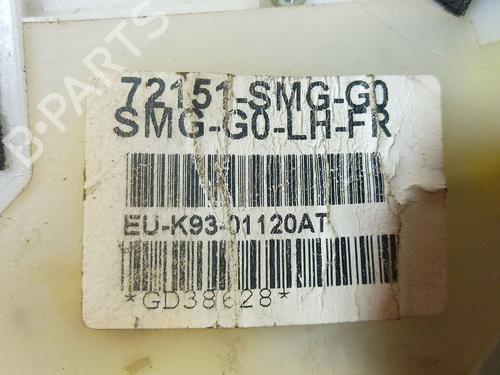 B·PARTS
72151-SMG-G0
SMG-G0-LH-FR
EU-K93-01120AT
*GD38628*